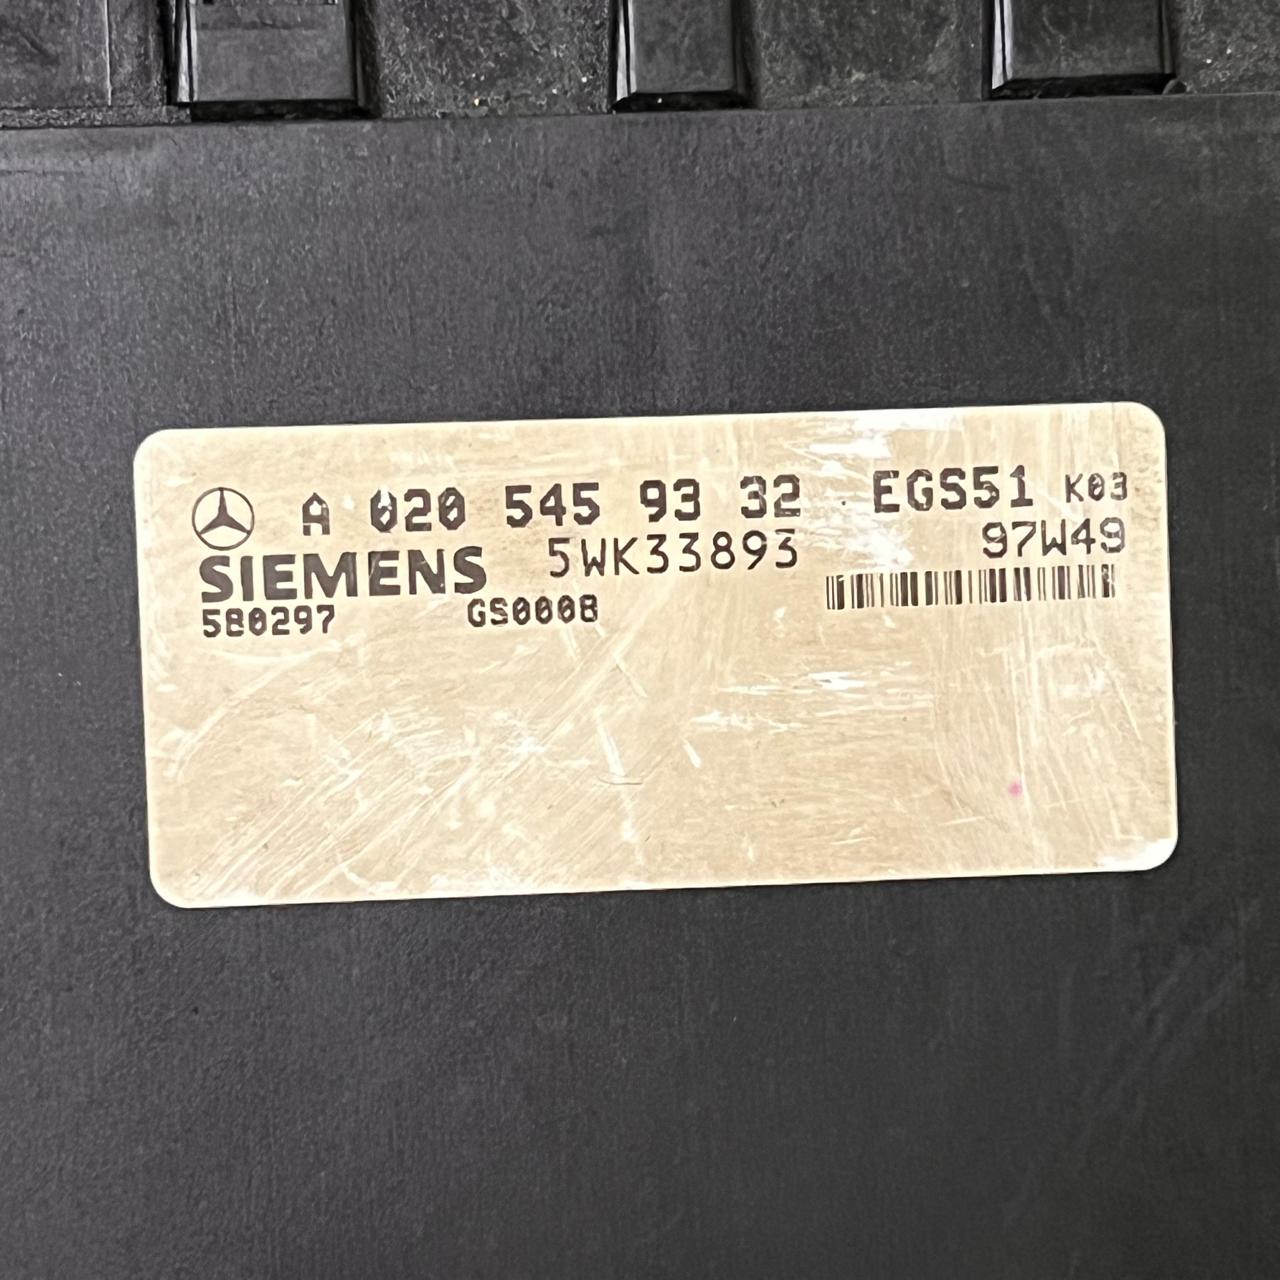 A 020 545 93 32 EGS51 K03
SIEMENS 5WK33893 97W49
580297 GS0008